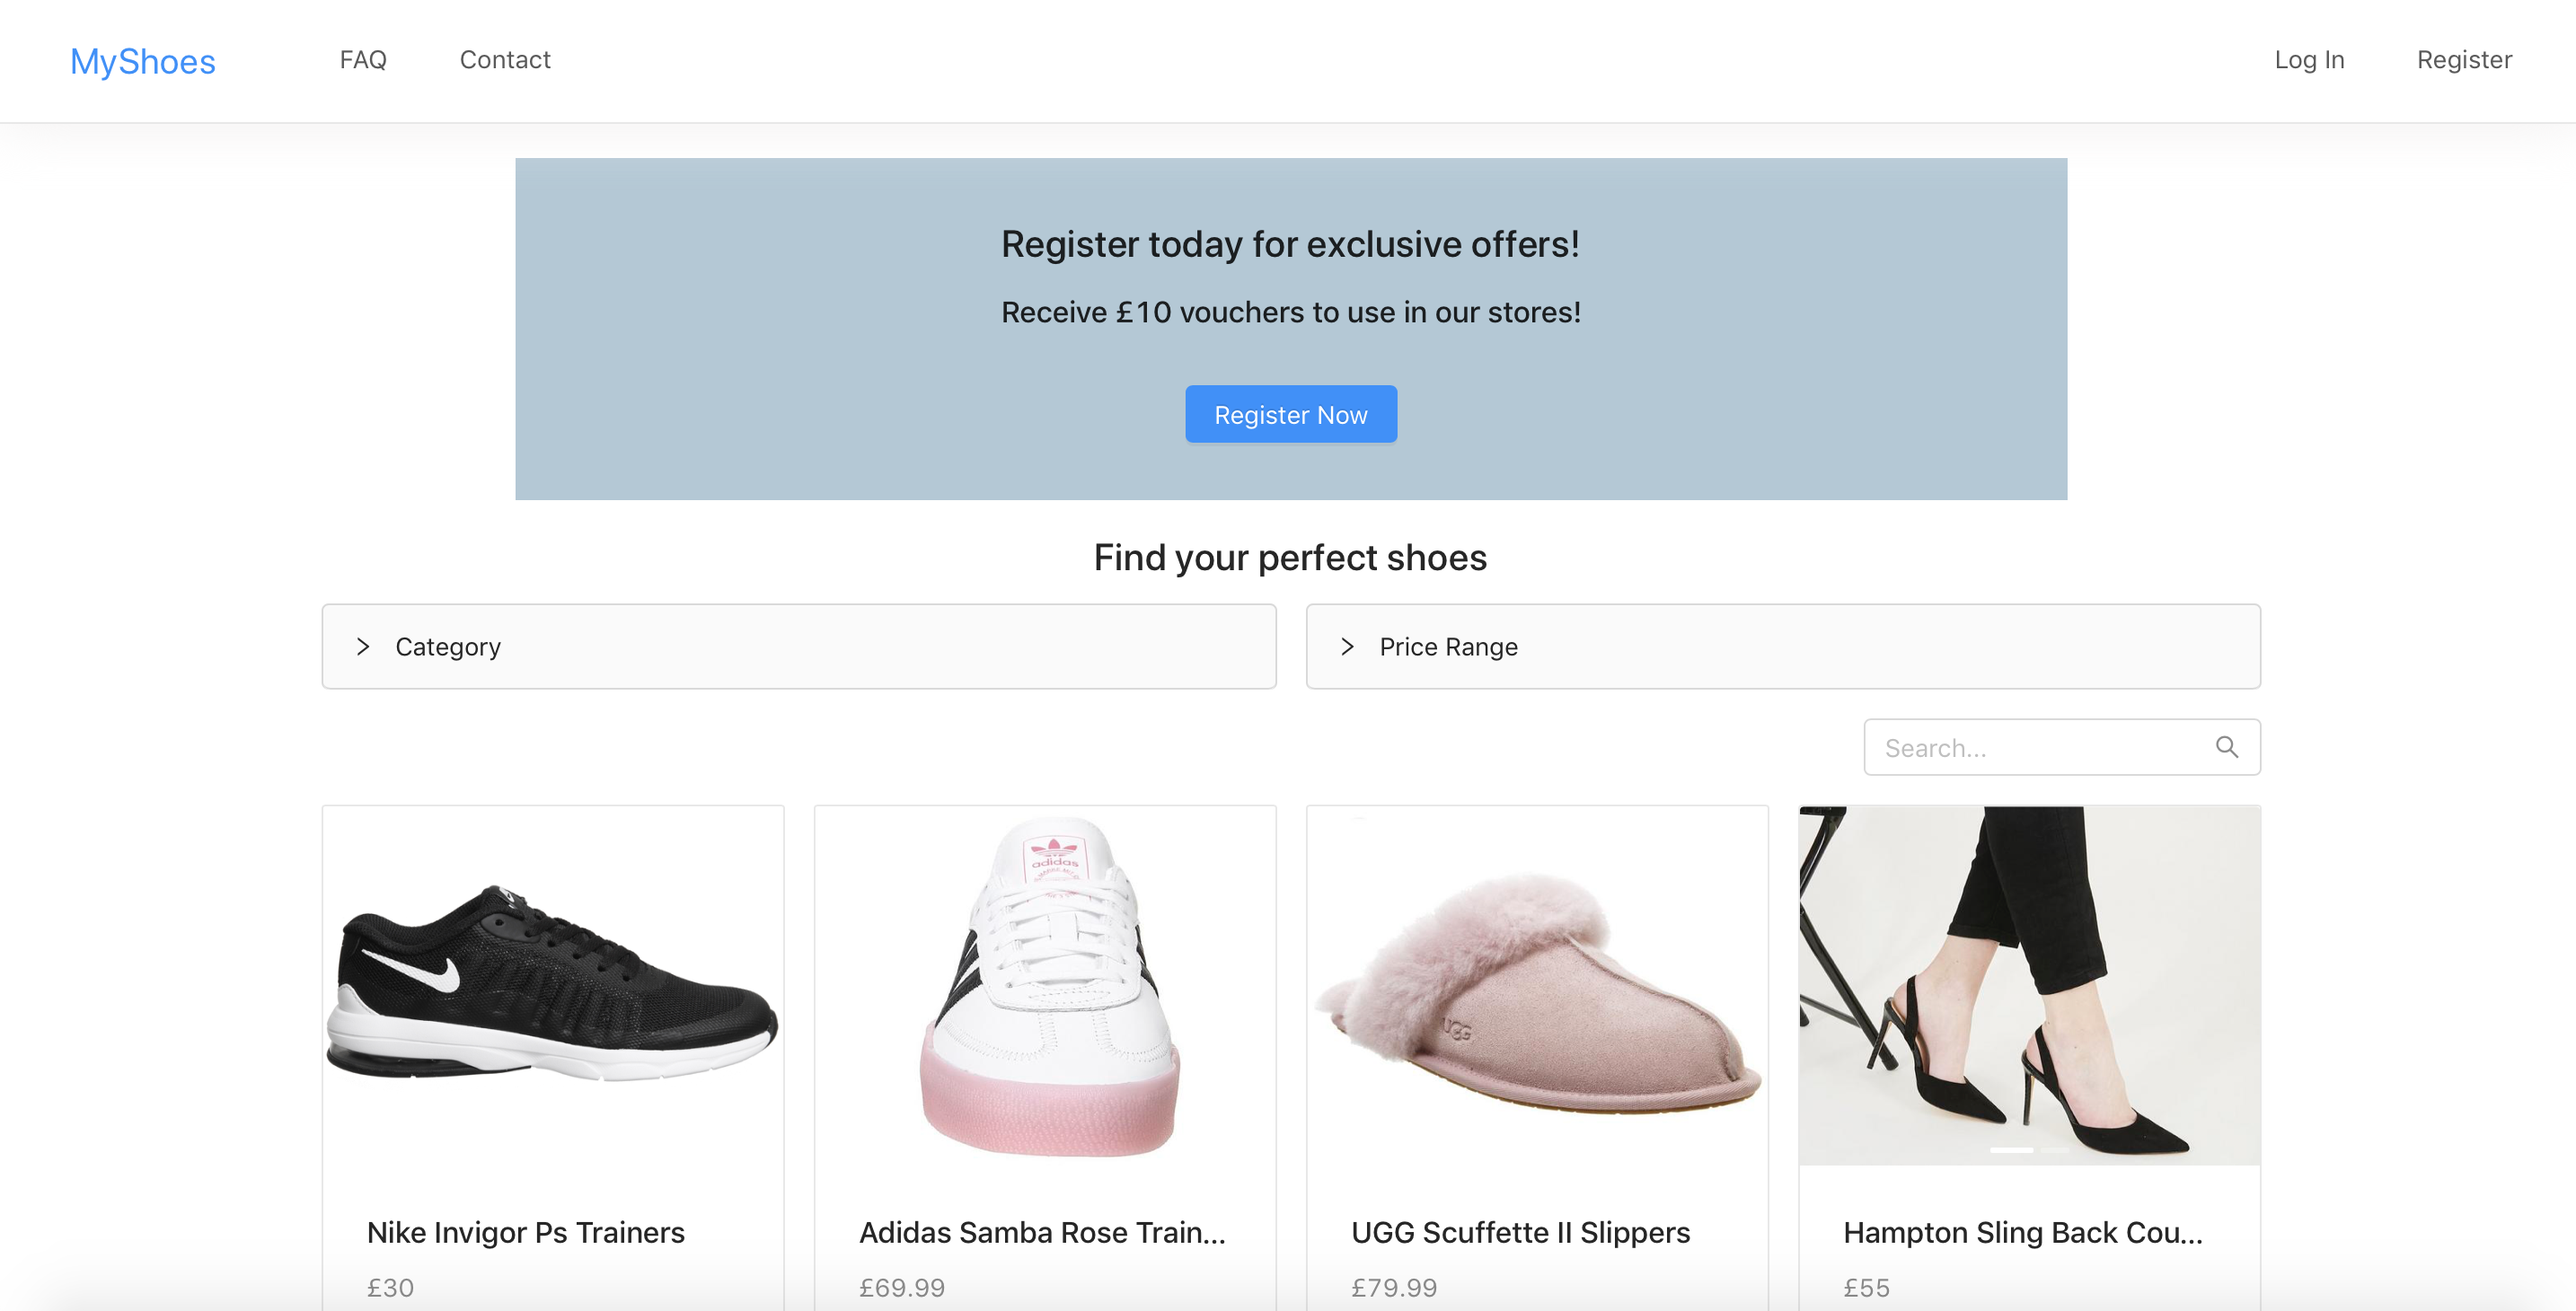 MyShoes FAQ Contact Log In Register
Register today for exclusive offers!
Receive £10 vouchers to use in our stores!
Register Now
Find your perfect shoes
Category Price Range
Search...
adidas
UGG
Nike Invigor Ps Trainers
£30
Adidas Samba Rose Train...
£69.99
UGG Scuffette II Slippers
£79.99
Hampton Sling Back Cou...
£55